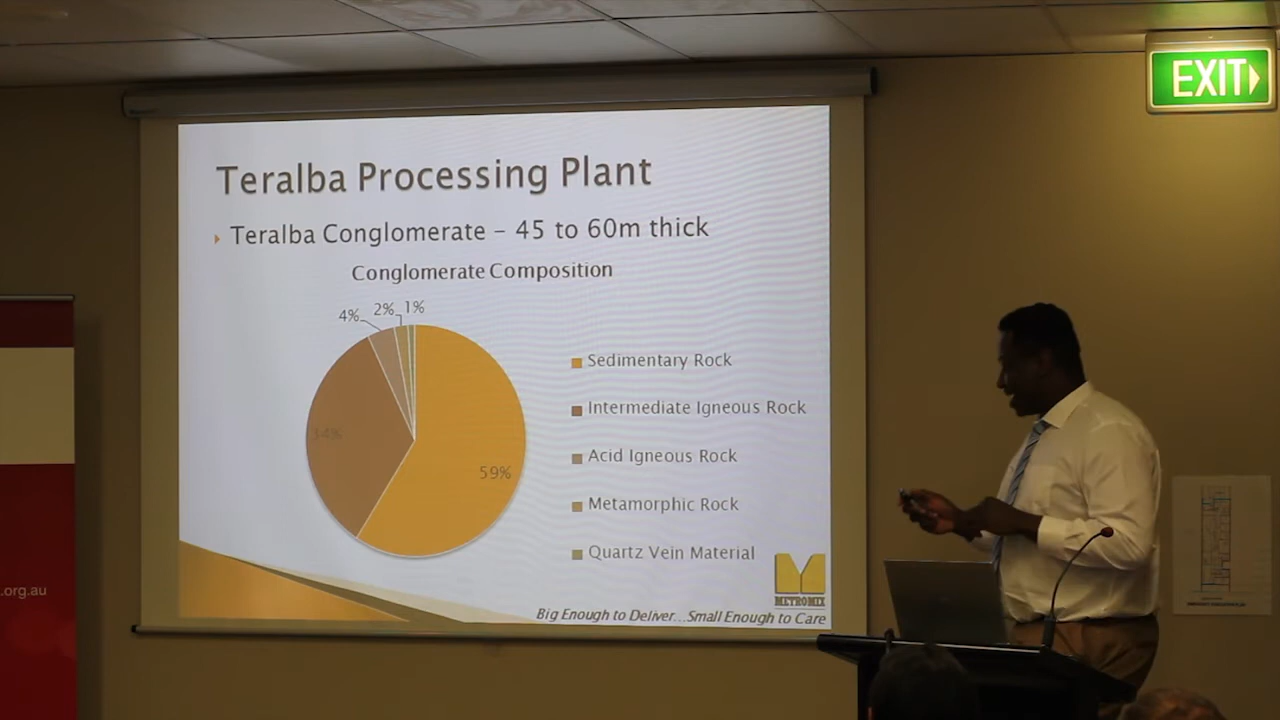 EXIT
Teralba Processing Plant
Teralba Conglomerate – 45 to 60m thick
Conglomerate Composition
4% 2% 1%
34%
59%
Sedimentary Rock
Intermediate Igneous Rock
Acid Igneous Rock
Metamorphic Rock
Quartz Vein Material
METROMIX
Big Enough to Deliver...Small Enough to Care
.org.au